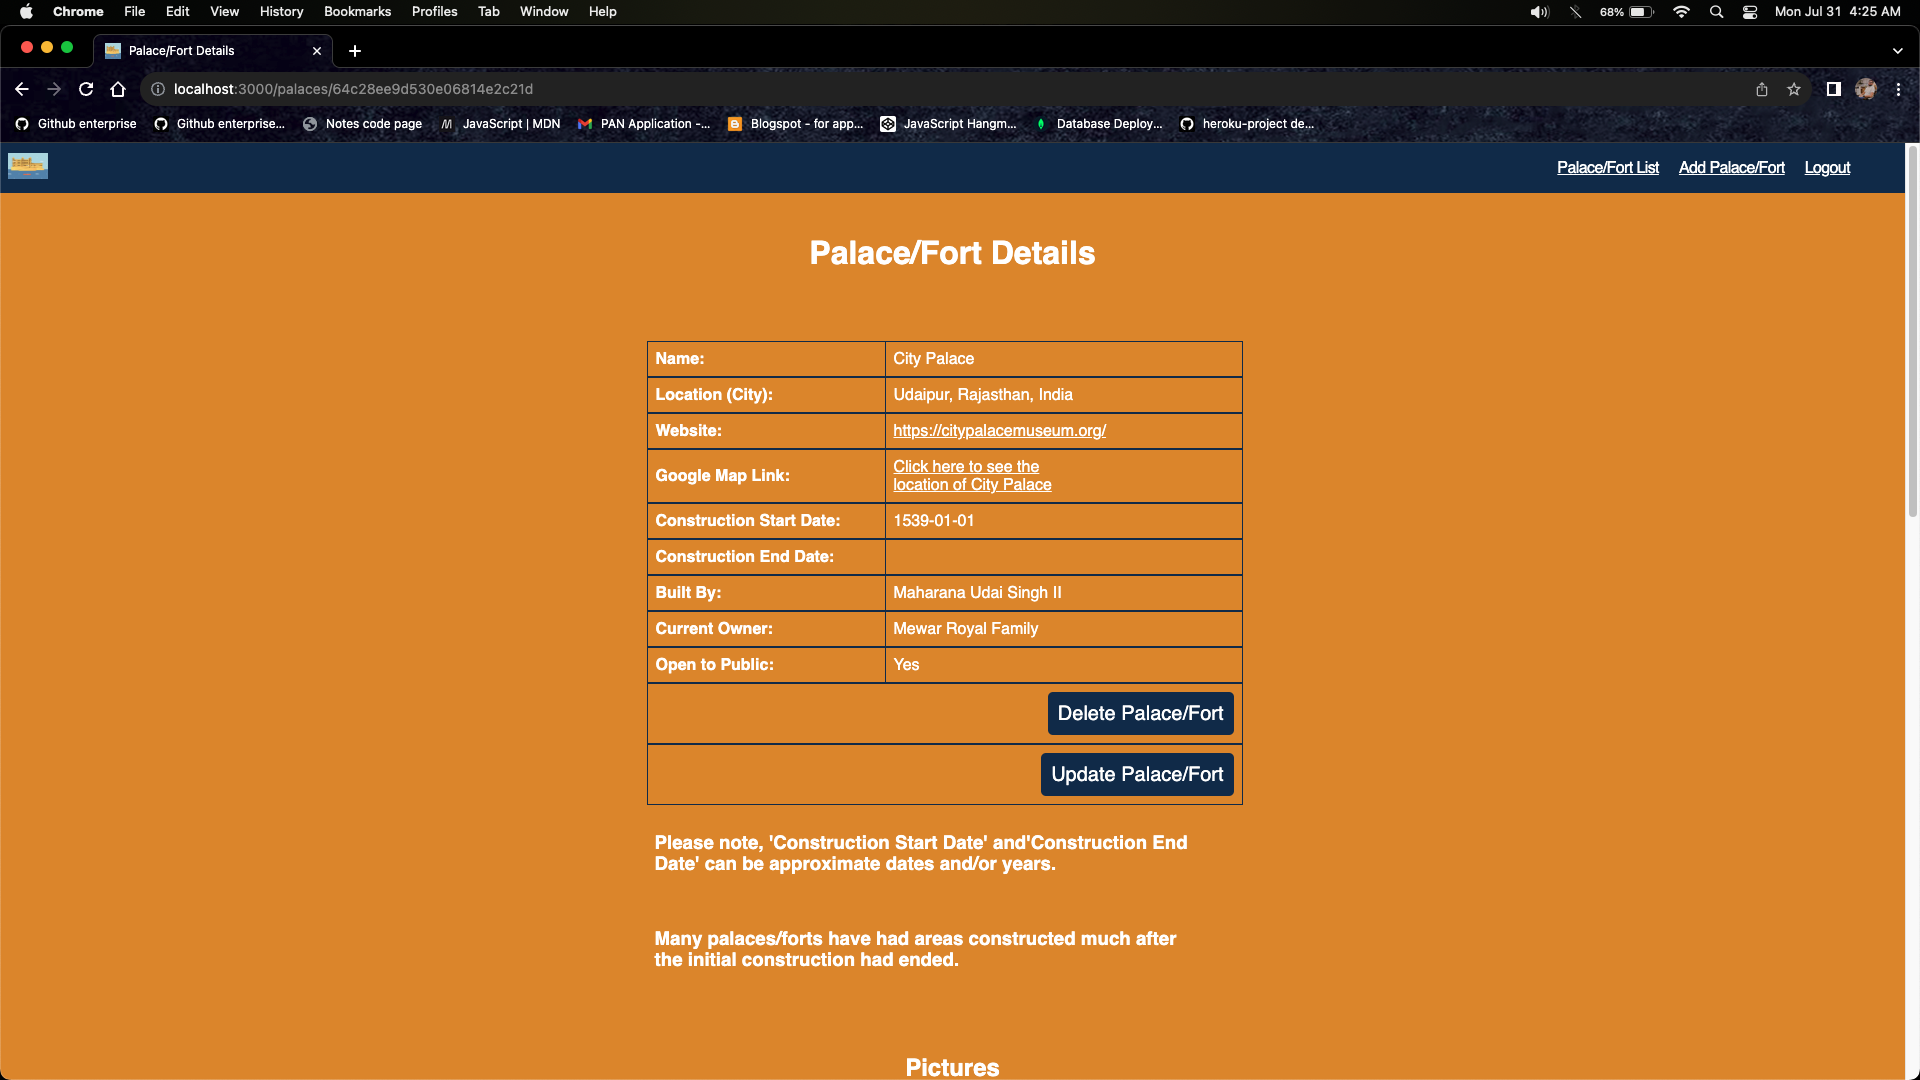 Chrome File Edit View History Bookmarks Profiles Tab Window Help 68% Mon Jul 31 4:25 AM
Palace/Fort Details
localhost:3000/palaces/64c28ee9d530e06814e2c21d
Github enterprise Github enterprise... Notes code page JavaScript | MDN PAN Application -... Blogspot - for app... JavaScript Hangm... Database Deploy... heroku-project de...
Palace/Fort List Add Palace/Fort Logout
Palace/Fort Details
Name: City Palace
Location (City): Udaipur, Rajasthan, India
Website: https://citypalacemuseum.org/
Google Map Link: Click here to see the
location of City Palace
Construction Start Date: 1539-01-01
Construction End Date:
Built By: Maharana Udai Singh II
Current Owner: Mewar Royal Family
Open to Public: Yes
Delete Palace/Fort
Update Palace/Fort
Please note, 'Construction Start Date' and'Construction End
Date' can be approximate dates and/or years.
Many palaces/forts have had areas constructed much after
the initial construction had ended.
Pictures